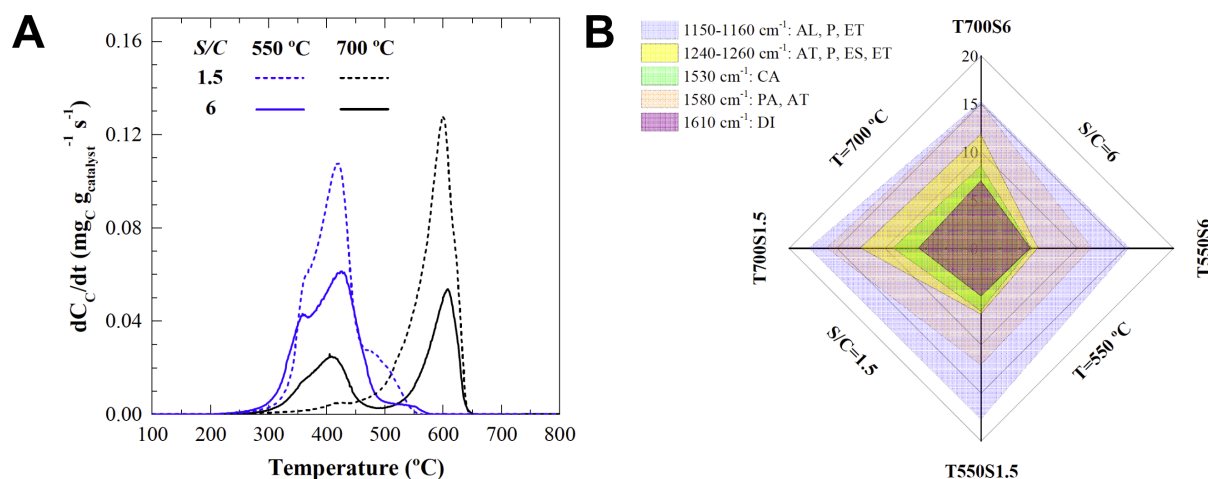 A
dC_C/dt (mg_C g_catalyst^-1 s^-1)
0.16
0.12
0.08
0.04
0.00
S/C 550 ºC 700 ºC
1.5
6
100 200 300 400 500 600 700 800
Temperature (ºC)
B
1150-1160 cm^-1: AL, P, ET
1240-1260 cm^-1: AT, P, ES, ET
1530 cm^-1: CA
1580 cm^-1: PA, AT
1610 cm^-1: DI
T700S6
20
15
10
5
0
T=700 ºC
S/C=6
T700S1.5
T550S6
S/C=1.5
T=550 ºC
T550S1.5